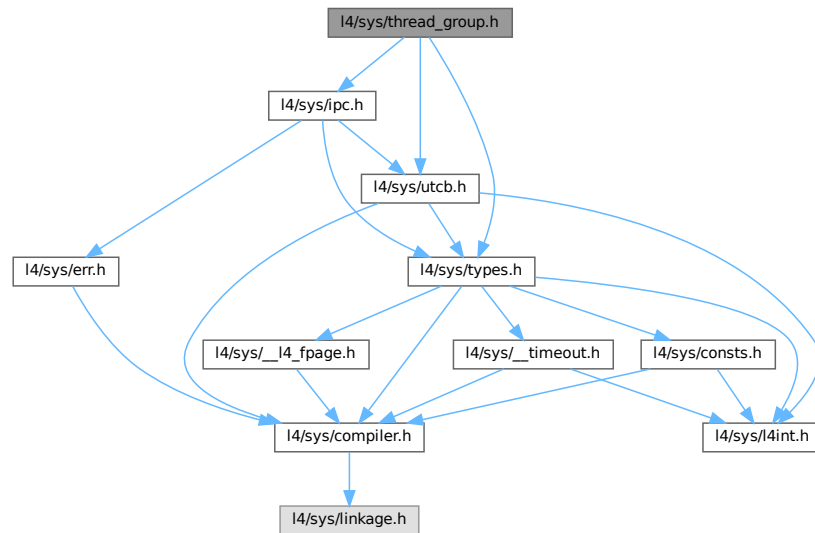 l4/sys/thread_group.h
l4/sys/ipc.h
l4/sys/utcb.h
l4/sys/err.h
l4/sys/types.h
l4/sys/__l4_fpage.h
l4/sys/__timeout.h
l4/sys/consts.h
l4/sys/compiler.h
l4/sys/l4int.h
l4/sys/linkage.h